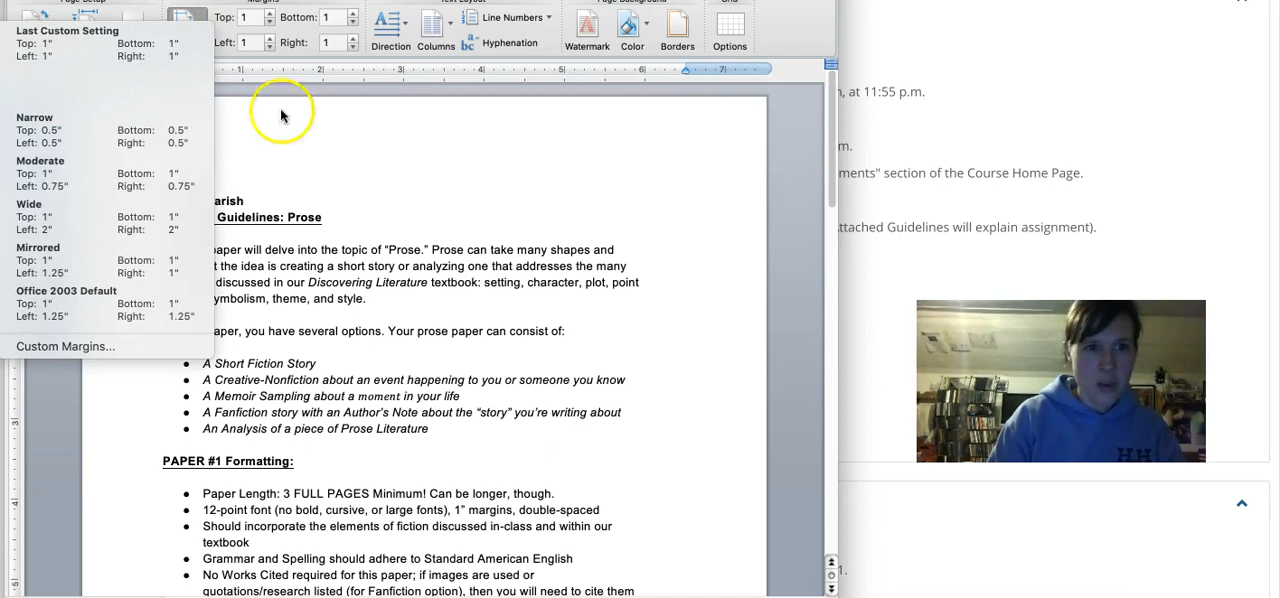 Last Custom Setting
Top: 1" Bottom: 1"
Left: 1" Right: 1"
Narrow
Top: 0.5" Bottom: 0.5"
Left: 0.5" Right: 0.5"
Moderate
Top: 1" Bottom: 1"
Left: 0.75" Right: 0.75"
Wide
Top: 1" Bottom: 1"
Left: 2" Right: 2"
Mirrored
Top: 1" Bottom: 1"
Left: 1.25" Right: 1"
Office 2003 Default
Top: 1" Bottom: 1"
Left: 1.25" Right: 1.25"
Custom Margins...
Top: 1 Bottom: 1
Left: 1 Right: 1
Direction Columns
Line Numbers
Hyphenation
Watermark Color Borders
Options
1 2 3 4 5 6 7
arish
Guidelines: Prose
paper will delve into the topic of “Prose.” Prose can take many shapes and
t the idea is creating a short story or analyzing one that addresses the many
discussed in our Discovering Literature textbook: setting, character, plot, point
ymbolism, theme, and style.
aper, you have several options. Your prose paper can consist of:
● A Short Fiction Story
● A Creative-Nonfiction about an event happening to you or someone you know
● A Memoir Sampling about a moment in your life
● A Fanfiction story with an Author’s Note about the “story” you’re writing about
● An Analysis of a piece of Prose Literature
PAPER #1 Formatting:
● Paper Length: 3 FULL PAGES Minimum! Can be longer, though.
● 12-point font (no bold, cursive, or large fonts), 1” margins, double-spaced
● Should incorporate the elements of fiction discussed in-class and within our
textbook
● Grammar and Spelling should adhere to Standard American English
● No Works Cited required for this paper; if images are used or
quotations/research listed (for Fanfiction option), then you will need to cite them
3
4
5
, at 11:55 p.m.
m.
ments" section of the Course Home Page.
ttached Guidelines will explain assignment).
HH
1.